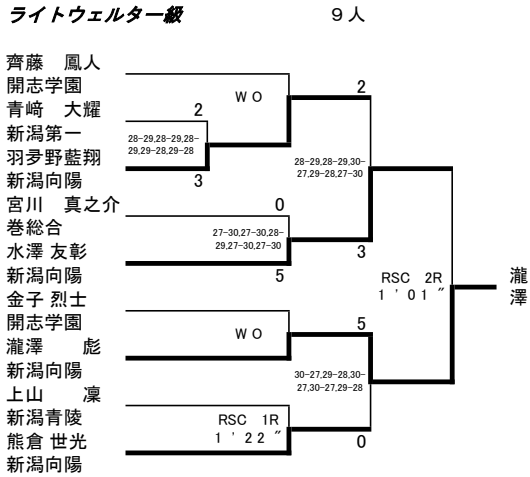 ライトウェルター級 9人
齊藤 鳳人
開志学園
青﨑 大耀
新潟第一
羽夛野藍翔
新潟向陽
宮川 真之介
巻総合
水澤 友彰
新潟向陽
金子 烈士
開志学園
瀧澤 彪
新潟向陽
上山 凜
新潟青陵
熊倉 世光
新潟向陽
WO
2
28-29,28-29,28-
29,29-28,29-28
3
0
27-30,27-30,28-
29,27-30,27-30
5
WO
RSC 1R
1'22"
2
28-29,28-29,30-
27,29-28,27-30
3
5
30-27,29-28,30-
27,30-27,29-28
0
RSC 2R
1'01"
瀧
澤